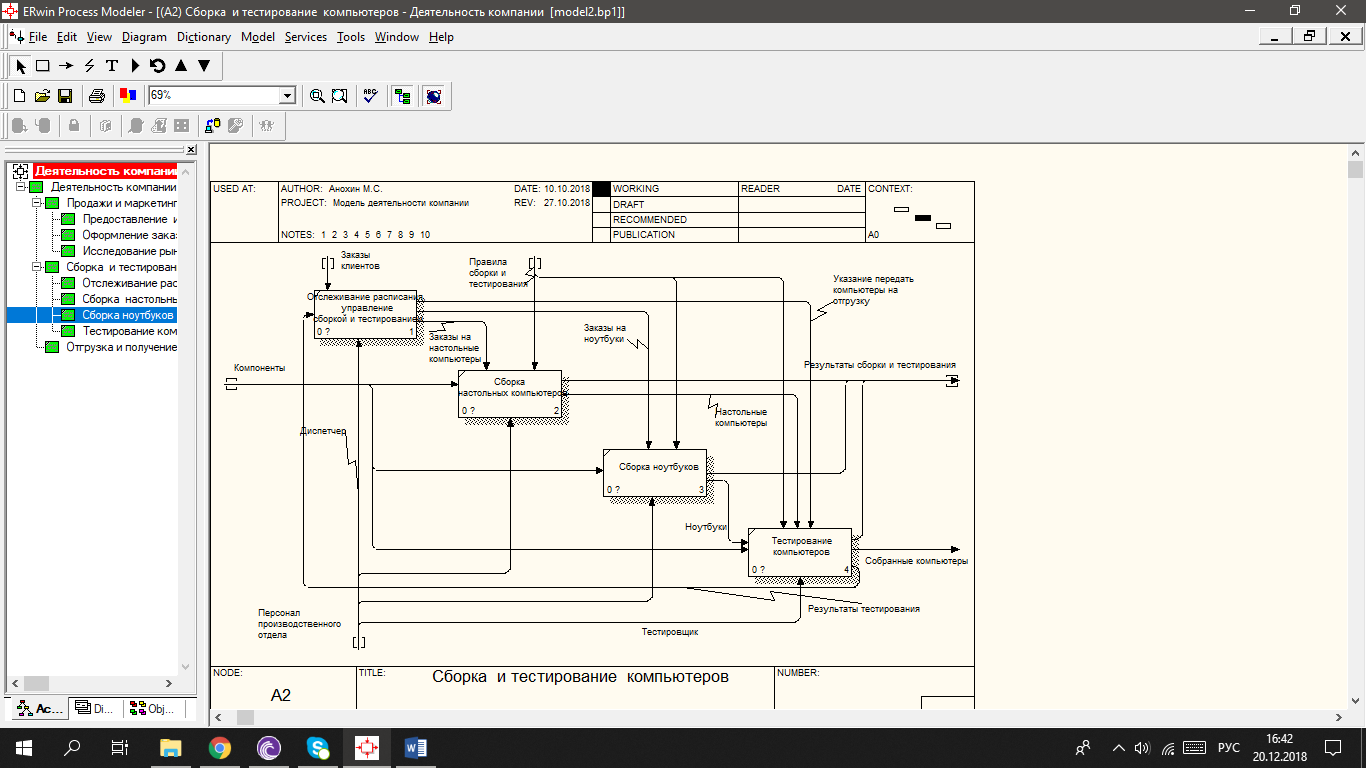 ERwin Process Modeler - [(A2) Сборка и тестирование компьютеров - Деятельность компании [model2.bp1]]
File Edit View Diagram Dictionary Model Services Tools Window Help
69%
Деятельность компании
Деятельность компании
Продажи и маркетинг
Предоставление
Оформление зака
Исследование рын
Сборка и тестирован
Отслеживание рас
Сборка настольны
Сборка ноутбуков
Тестирование ком
Отгрузка и получение
Ac... Di... Obj...
USED AT:
AUTHOR: Анохин М.С.
DATE: 10.10.2018
PROJECT: Модель деятельности компании
REV: 27.10.2018
NOTES: 1 2 3 4 5 6 7 8 9 10
WORKING
DRAFT
RECOMMENDED
PUBLICATION
READER DATE
CONTEXT:
A0
Заказы
клиентов
Правила
сборки и
тестирования
Указание передать
компьютеры на
отгрузку
Отслеживание расписания
управление
сборкой и тестирование
0 ? 1
Заказы на
настольные
компьютеры
Заказы на
ноутбуки
Компоненты
Результаты сборки и тестирования
Сборка
настольных компьютеров
0 ? 2
Настольные
компьютеры
Диспетчер
Сборка ноутбуков
0 ? 3
Ноутбуки
Тестирование
компьютеров
0 ? 4
Собранные компьютеры
Результаты тестирования
Персонал
производственного
отдела
Тестировщик
NODE:
A2
TITLE:
Сборка и тестирование компьютеров
NUMBER:
РУС
16:42
20.12.2018